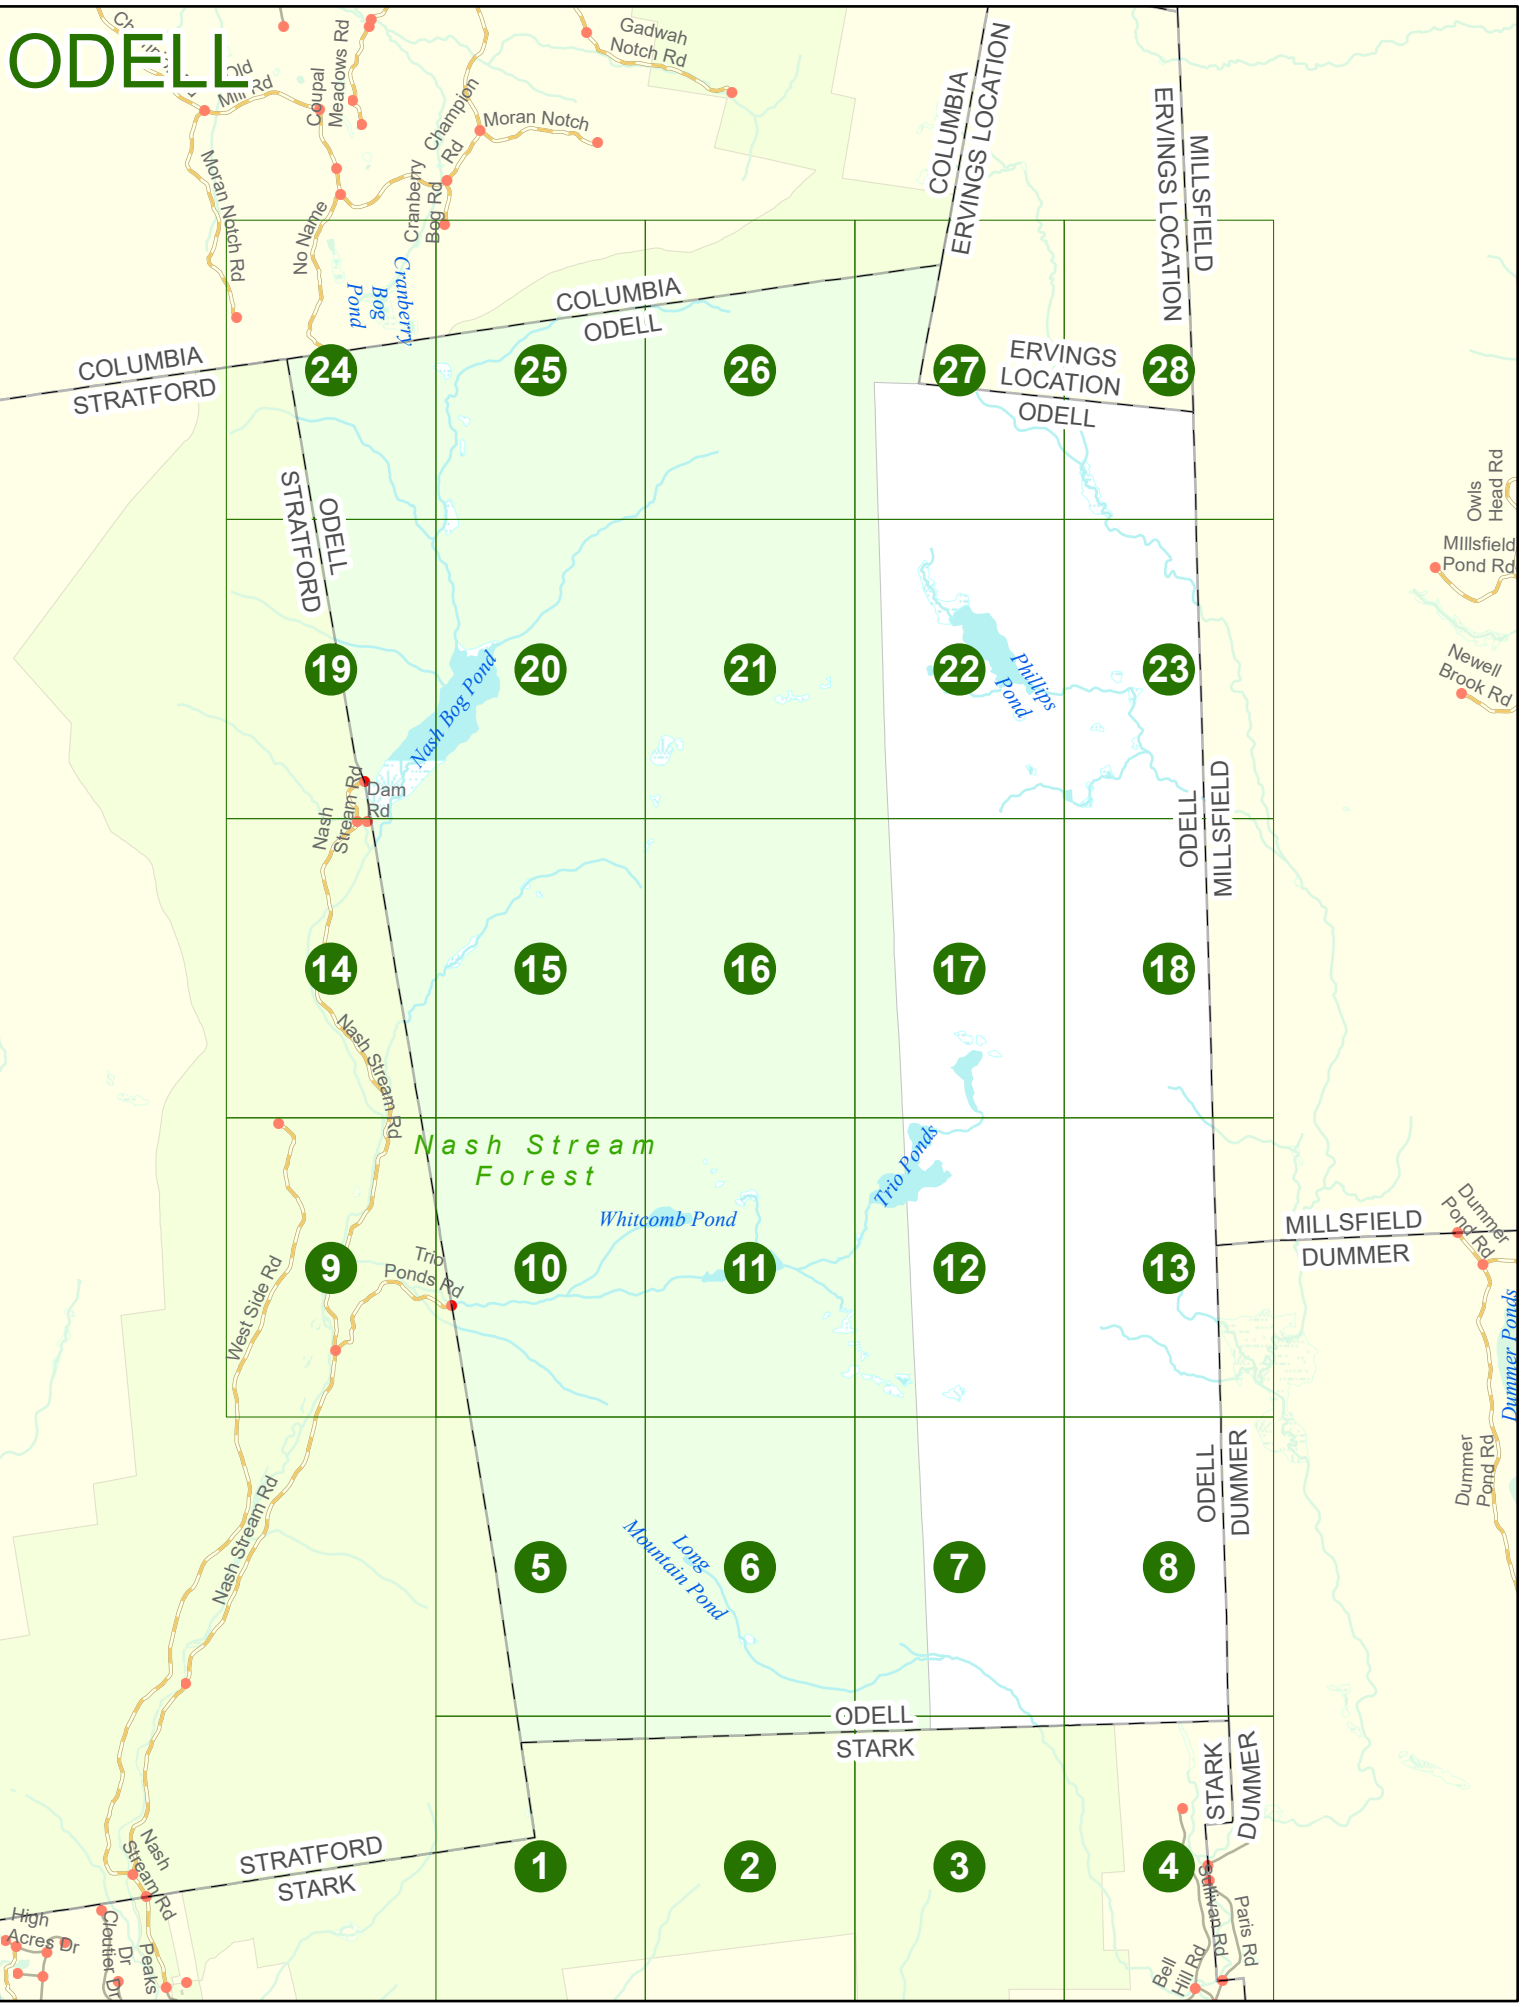 ODELL
Old
Mill Rd
Coupal
Meadows Rd
Gadwah
Notch Rd
Champion
Rd
Moran Notch
Moran Notch Rd
No Name
Cranberry
Bog Rd
Cranberry
Bog
Pond
COLUMBIA
ERVINGS LOCATION
MILLSFIELD
ERVINGS LOCATION
COLUMBIA
ODELL
COLUMBIA
STRATFORD
24
25
26
27
28
ERVINGS
LOCATION
ODELL
ODELL
STRATFORD
Owls
Head Rd
MIllsfield
Pond Rd
Newell
Brook Rd
19
20
21
22
23
Nash Bog Pond
Phillips
Pond
Dam
Rd
Nash
Stream Rd
ODELL
MILLSFIELD
14
15
16
17
18
Nash Stream Rd
Nash Stream
Forest
Whitcomb Pond
Trio Ponds
Trio
Ponds Rd
West Side Rd
9
10
11
12
13
MILLSFIELD
DUMMER
Dummer
Pond Rd
Dummer Ponds
Dummer
Pond Rd
ODELL
DUMMER
Nash Stream Rd
Long
Mountain Pond
5
6
7
8
ODELL
STARK
STARK
DUMMER
STRATFORD
STARK
1
2
3
4
Nash
Stream Rd
High
Acres Dr
Cloutier Dr
Dr
Peaks
Sullivan Rd
Paris Rd
Bell
Hill Rd